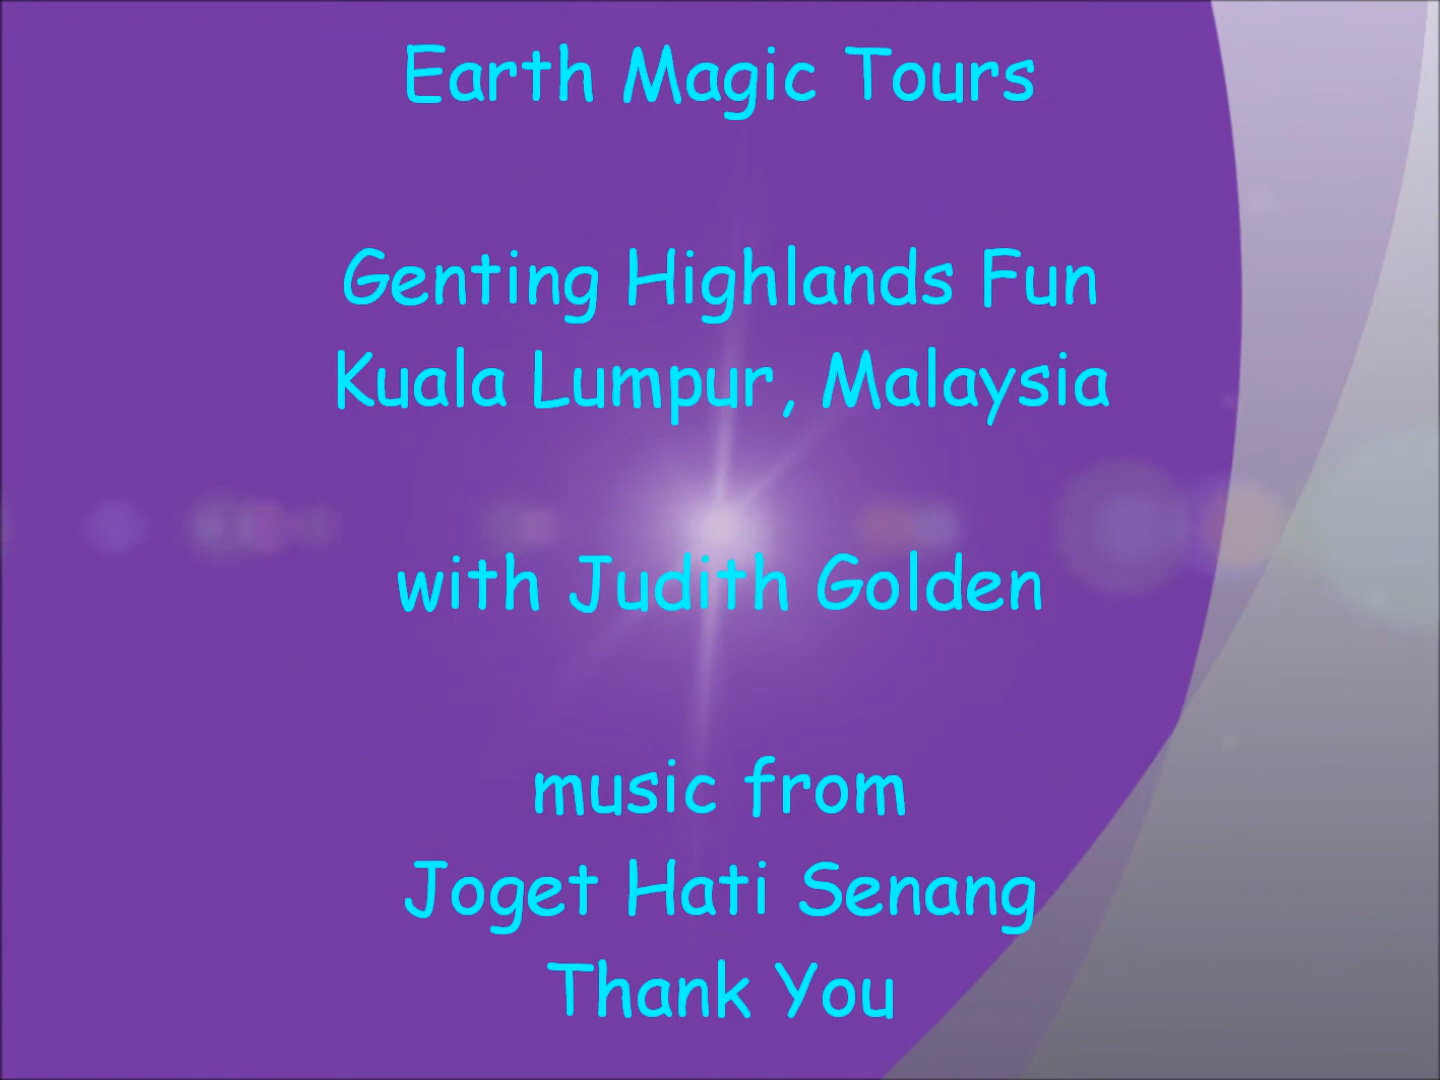 Earth Magic Tours
Genting Highlands Fun
Kuala Lumpur, Malaysia
with Judith Golden
music from
Joget Hati Senang
Thank You